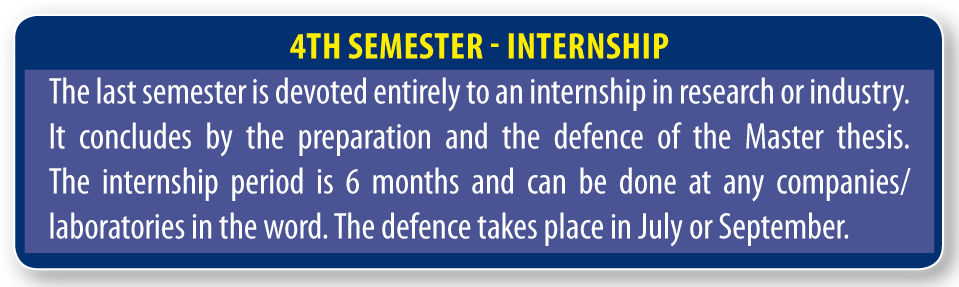 4TH SEMESTER - INTERNSHIP
The last semester is devoted entirely to an internship in research or industry.
It concludes by the preparation and the defence of the Master thesis.
The internship period is 6 months and can be done at any companies/
laboratories in the word. The defence takes place in July or September.